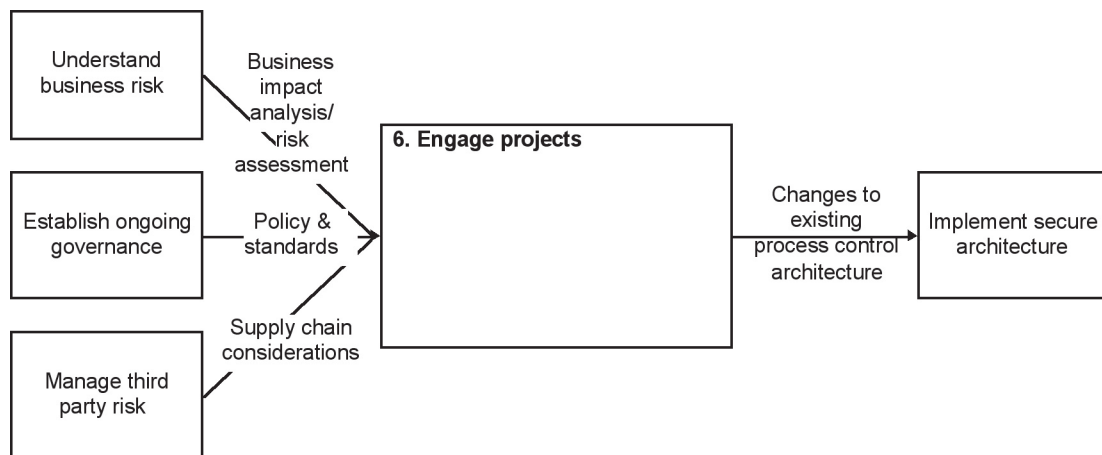 Understand
business risk
Business
impact
analysis/
risk
assessment
6. Engage projects
Establish ongoing
governance
Policy &
standards
Changes to
existing
process control
architecture
Implement secure
architecture
Supply chain
considerations
Manage third
party risk